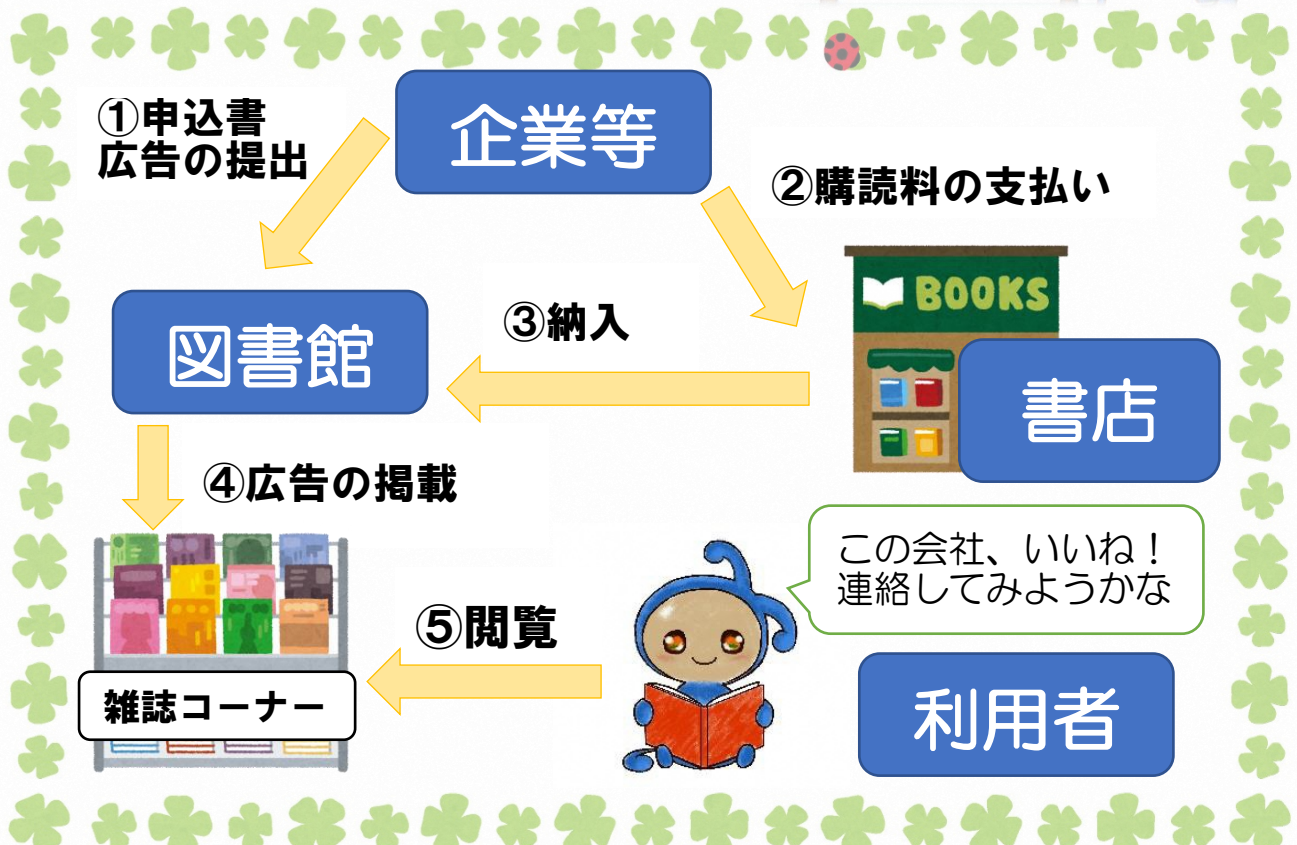 企業等
①申込書
広告の提出
②購読料の支払い
BOOKS
③納入
図書館
書店
④広告の掲載
この会社、いいね！
連絡してみようかな
⑤閲覧
雑誌コーナー
利用者